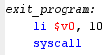 exit_program:
li $v0, 10
syscall